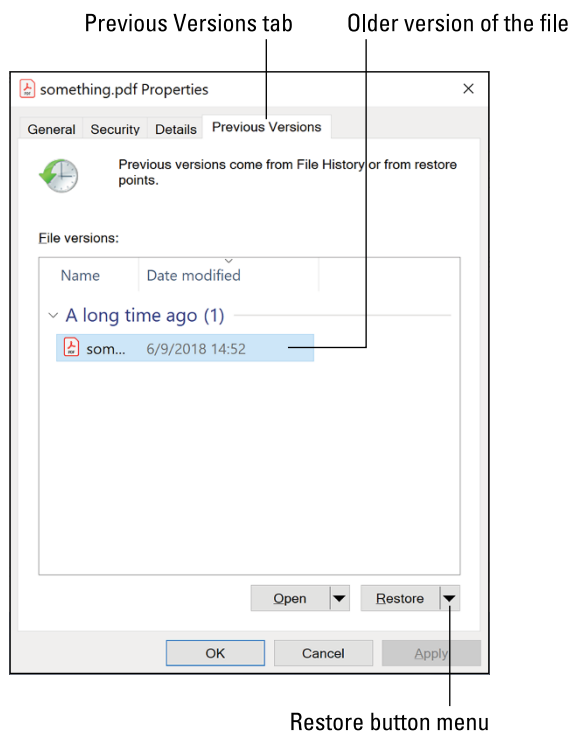 Previous Versions tab
Older version of the file
something.pdf Properties
General Security Details Previous Versions
Previous versions come from File History or from restore
points.
File versions:
Name Date modified
A long time ago (1)
PDF som... 6/9/2018 14:52
Open Restore
OK Cancel Apply
Restore button menu